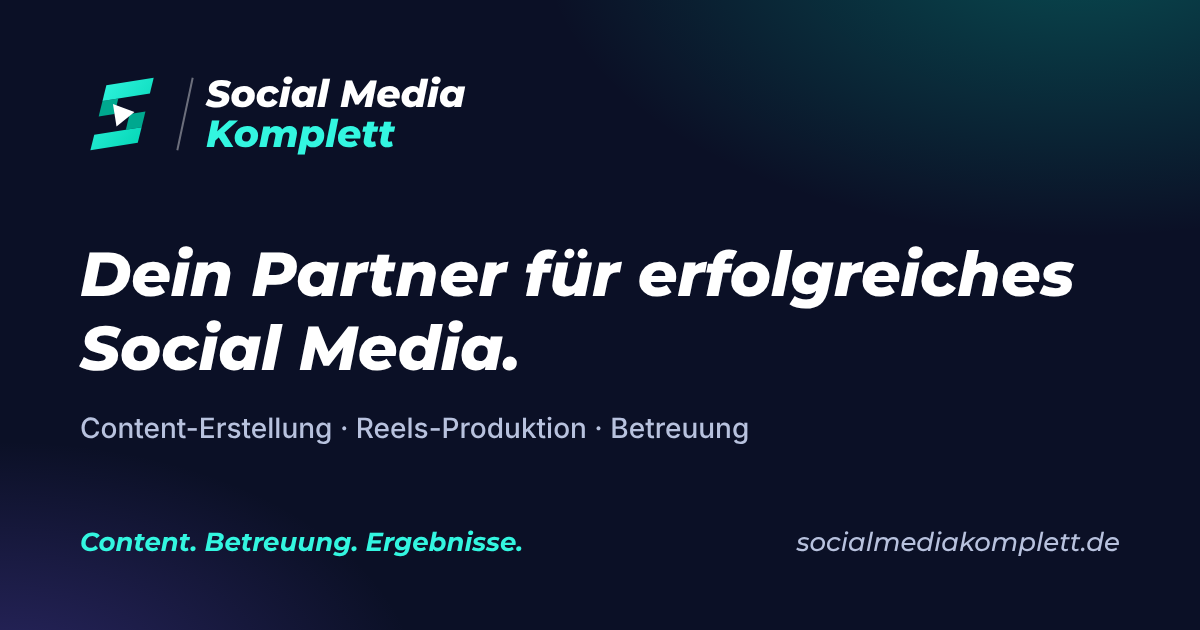 Social Media
Komplett
Dein Partner für erfolgreiches
Social Media.
Content-Erstellung · Reels-Produktion · Betreuung
Content. Betreuung. Ergebnisse.
socialmediakomplett.de